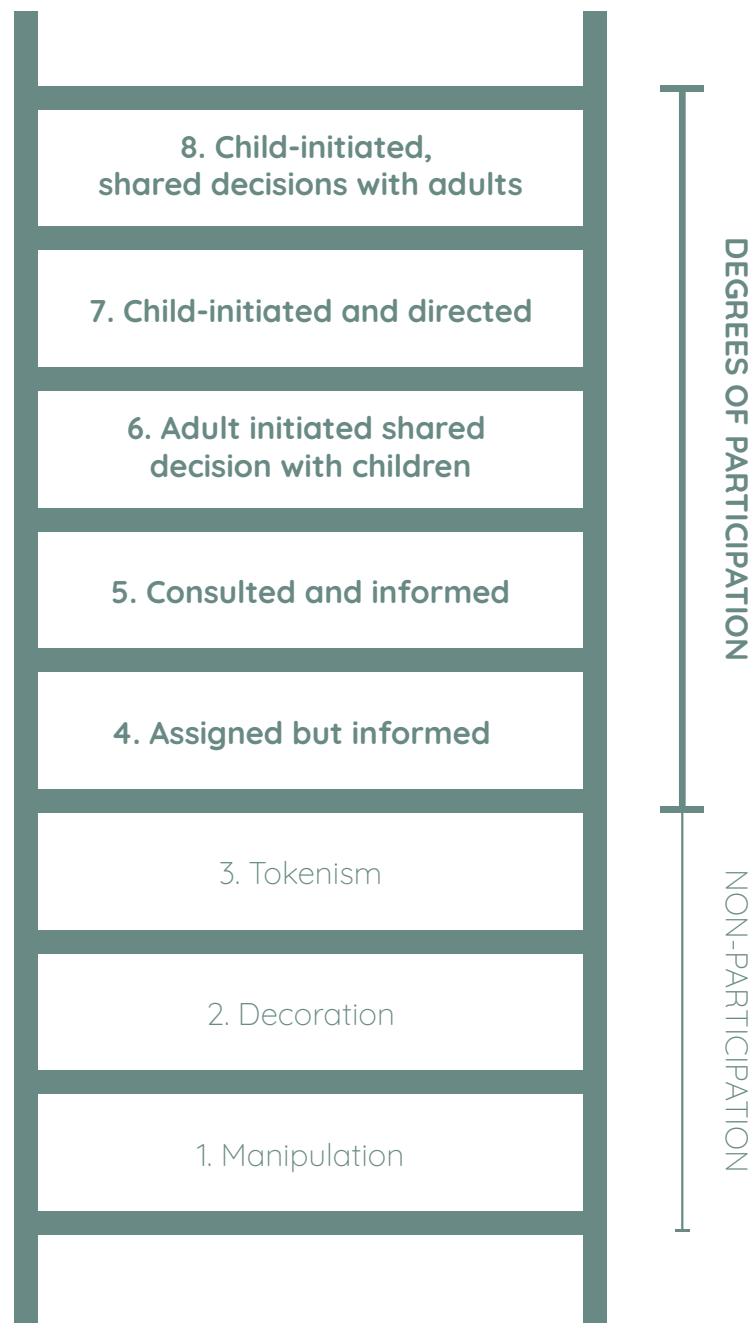 8. Child-initiated,
shared decisions with adults
7. Child-initiated and directed
6. Adult initiated shared
decision with children
5. Consulted and informed
4. Assigned but informed
3. Tokenism
2. Decoration
1. Manipulation
DEGREES OF PARTICIPATION
NON-PARTICIPATION